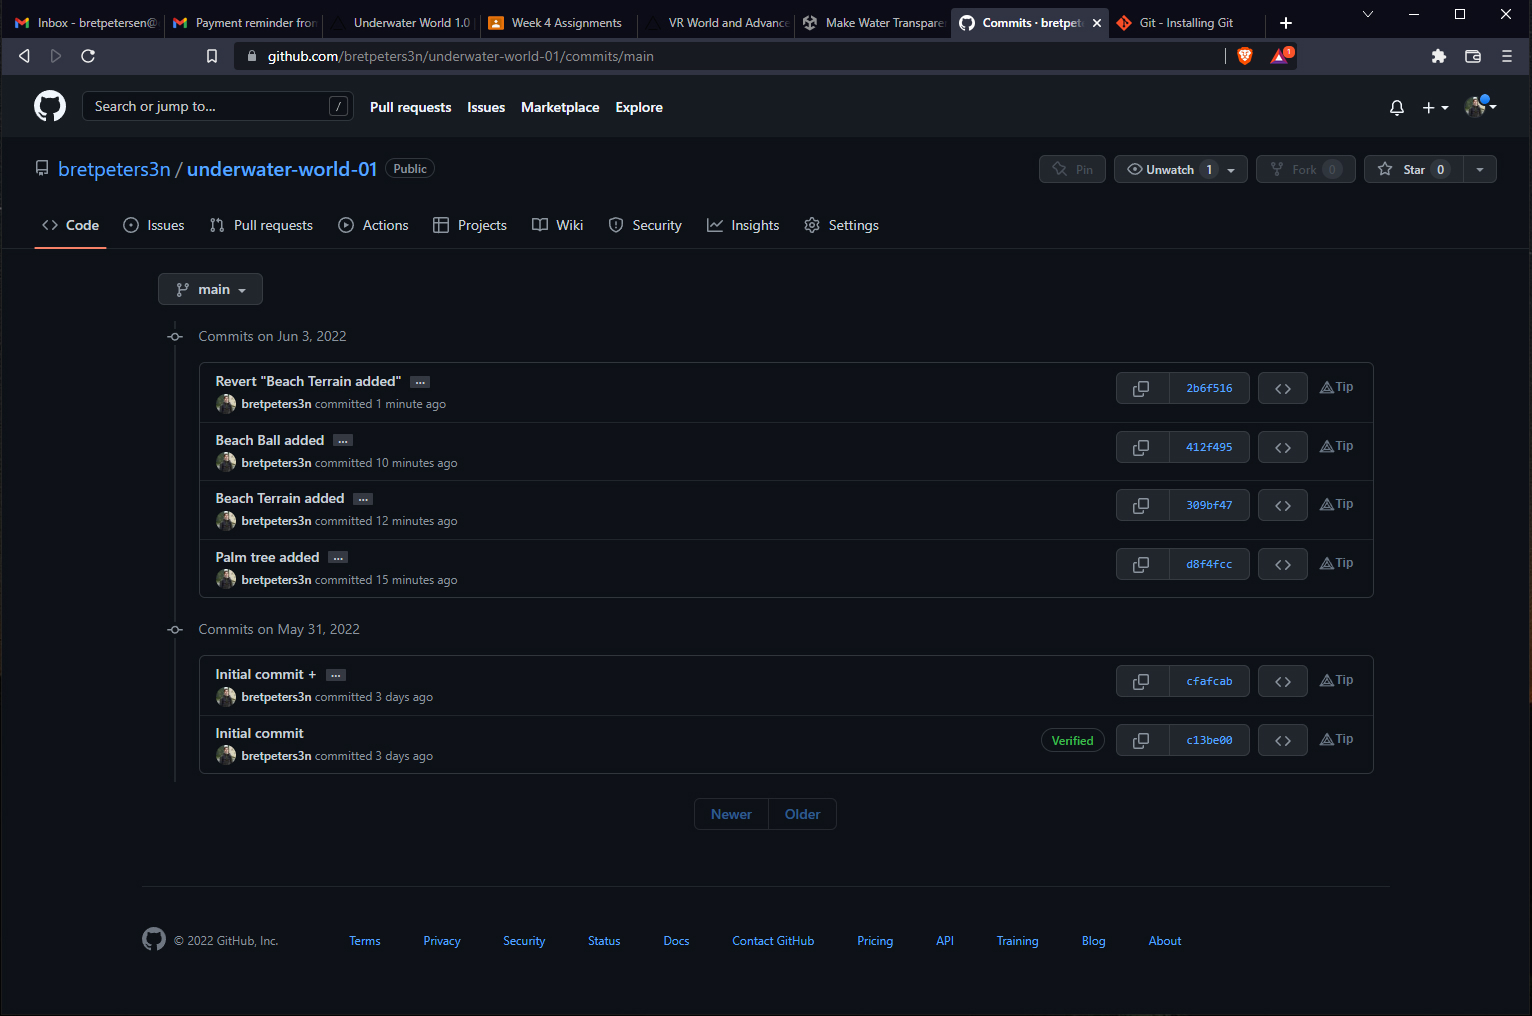 Inbox - bretpetersen@
Payment reminder from
Underwater World 1.0
Week 4 Assignments
VR World and Advance
Make Water Transpare
Commits · bretpet
Git - Installing Git
github.com/bretpeters3n/underwater-world-01/commits/main
1
Search or jump to...
/
Pull requests
Issues
Marketplace
Explore
bretpeters3n / underwater-world-01
Public
Pin
Unwatch 1
Fork 0
Star 0
Code
Issues
Pull requests
Actions
Projects
Wiki
Security
Insights
Settings
main
Commits on Jun 3, 2022
Revert "Beach Terrain added" ...
bretpeters3n committed 1 minute ago
2b6f516
Tip
Beach Ball added ...
bretpeters3n committed 10 minutes ago
412f495
Tip
Beach Terrain added ...
bretpeters3n committed 12 minutes ago
309bf47
Tip
Palm tree added ...
bretpeters3n committed 15 minutes ago
d8f4fcc
Tip
Commits on May 31, 2022
Initial commit + ...
bretpeters3n committed 3 days ago
cfafcab
Tip
Initial commit
bretpeters3n committed 3 days ago
Verified
c13be00
Tip
Newer
Older
© 2022 GitHub, Inc.
Terms
Privacy
Security
Status
Docs
Contact GitHub
Pricing
API
Training
Blog
About